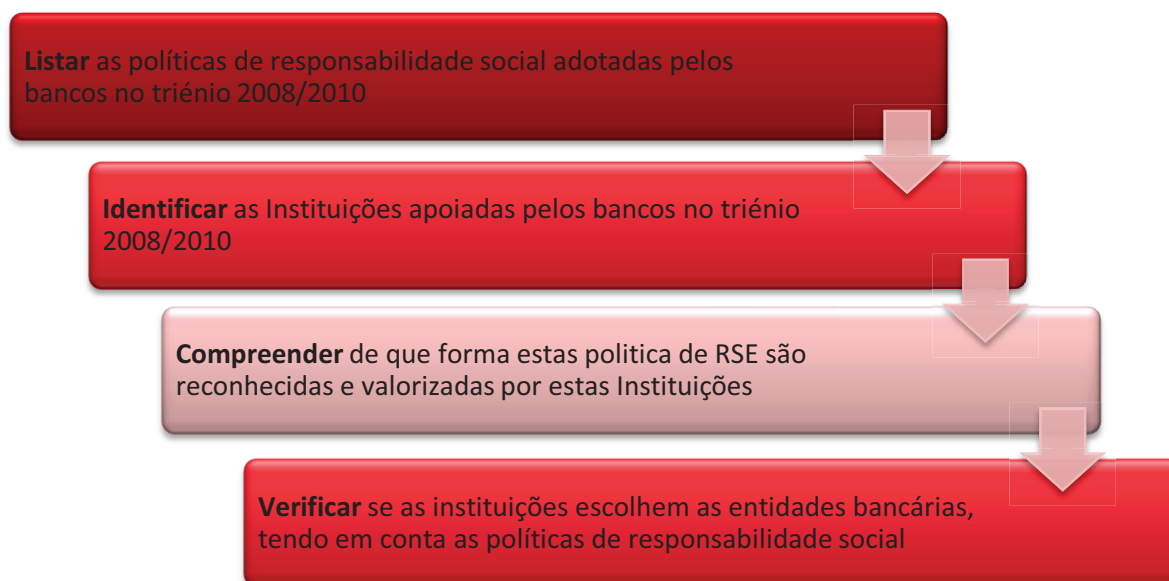 Listar as políticas de responsabilidade social adotadas pelos
bancos no triénio 2008/2010
Identificar as Instituições apoiadas pelos bancos no triénio
2008/2010
Compreender de que forma estas politica de RSE são
reconhecidas e valorizadas por estas Instituições
Verificar se as instituições escolhem as entidades bancárias,
tendo em conta as políticas de responsabilidade social